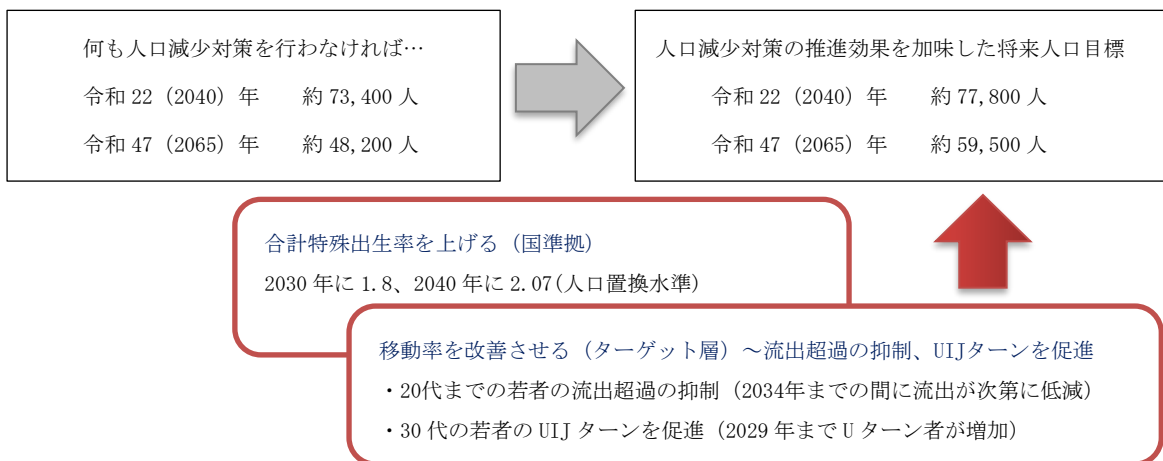 何も人口減少対策を行わなければ…
令和 22（2040）年　　約 73,400 人
令和 47（2065）年　　約 48,200 人
人口減少対策の推進効果を加味した将来人口目標
令和 22（2040）年　　約 77,800 人
令和 47（2065）年　　約 59,500 人
合計特殊出生率を上げる（国準拠）
2030 年に 1.8、2040 年に 2.07(人口置換水準)
移動率を改善させる（ターゲット層）～流出超過の抑制、UIJターンを促進
・20代までの若者の流出超過の抑制（2034年までの間に流出が次第に低減）
・30 代の若者の UIJ ターンを促進（2029 年まで U ターン者が増加）